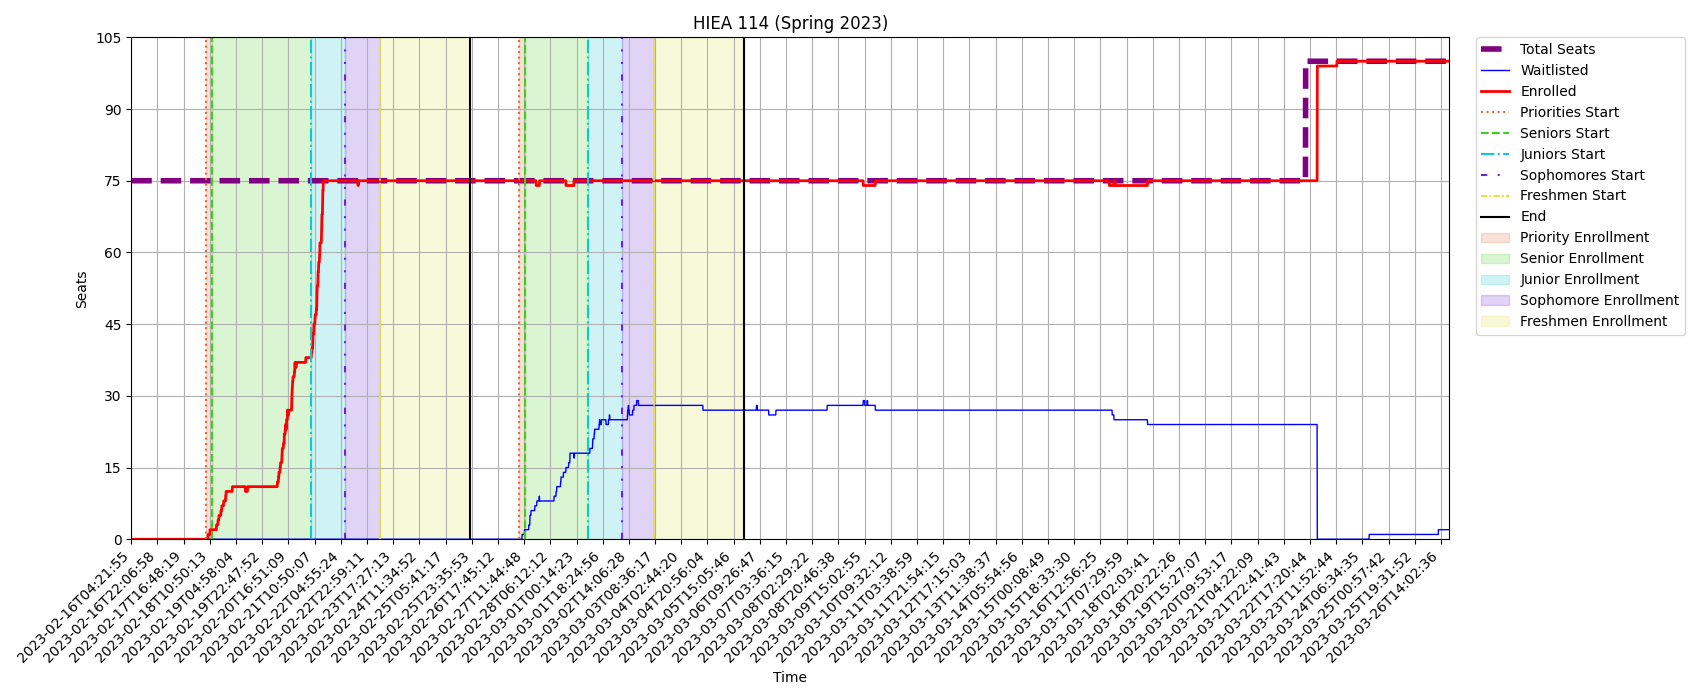 HIEA 114 (Spring 2023)
105
90
75
60
45
30
15
0
Seats
2023-02-16T04:21:55
2023-02-16T22:06:58
2023-02-17T16:48:19
2023-02-18T10:50:13
2023-02-19T04:58:04
2023-02-19T22:47:52
2023-02-20T16:51:09
2023-02-21T10:50:07
2023-02-22T04:55:24
2023-02-22T22:59:11
2023-02-23T17:27:13
2023-02-24T11:34:52
2023-02-25T05:41:17
2023-02-25T23:35:53
2023-02-26T17:45:12
2023-02-27T11:44:48
2023-02-28T06:12:12
2023-03-01T00:14:23
2023-03-01T18:24:56
2023-03-02T14:06:28
2023-03-03T08:36:17
2023-03-04T02:44:20
2023-03-04T20:56:04
2023-03-05T15:05:46
2023-03-06T09:26:47
2023-03-07T03:36:15
2023-03-08T02:29:22
2023-03-08T20:46:38
2023-03-09T15:02:55
2023-03-10T09:32:12
2023-03-11T03:38:59
2023-03-11T21:54:15
2023-03-12T17:15:03
2023-03-13T11:38:37
2023-03-14T05:54:56
2023-03-15T00:08:49
2023-03-15T18:33:30
2023-03-16T12:56:25
2023-03-17T07:29:59
2023-03-18T02:03:41
2023-03-18T20:22:26
2023-03-19T15:27:07
2023-03-20T09:53:17
2023-03-21T04:22:09
2023-03-21T22:41:43
2023-03-22T17:20:44
2023-03-23T11:52:44
2023-03-24T06:34:35
2023-03-25T00:57:42
2023-03-25T19:31:52
2023-03-26T14:02:36
Time
Total Seats
Waitlisted
Enrolled
Priorities Start
Seniors Start
Juniors Start
Sophomores Start
Freshmen Start
End
Priority Enrollment
Senior Enrollment
Junior Enrollment
Sophomore Enrollment
Freshmen Enrollment